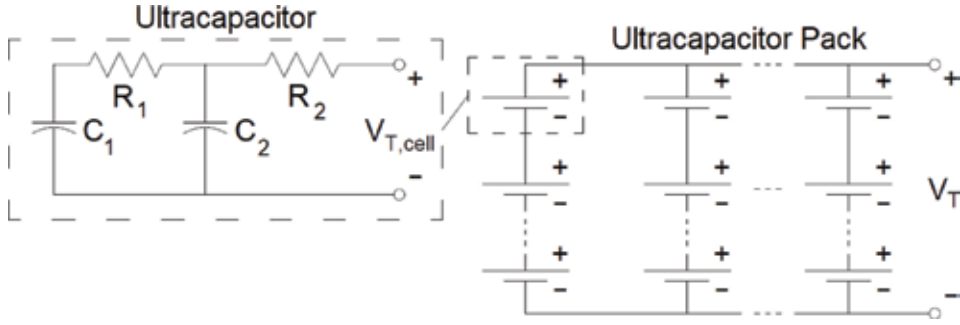 Ultracapacitor
R1
R2
+
C1
C2
VT,cell
-
Ultracapacitor Pack
+ + + +
- - -
+ + +
VT
- - -
+ + +
- - - -